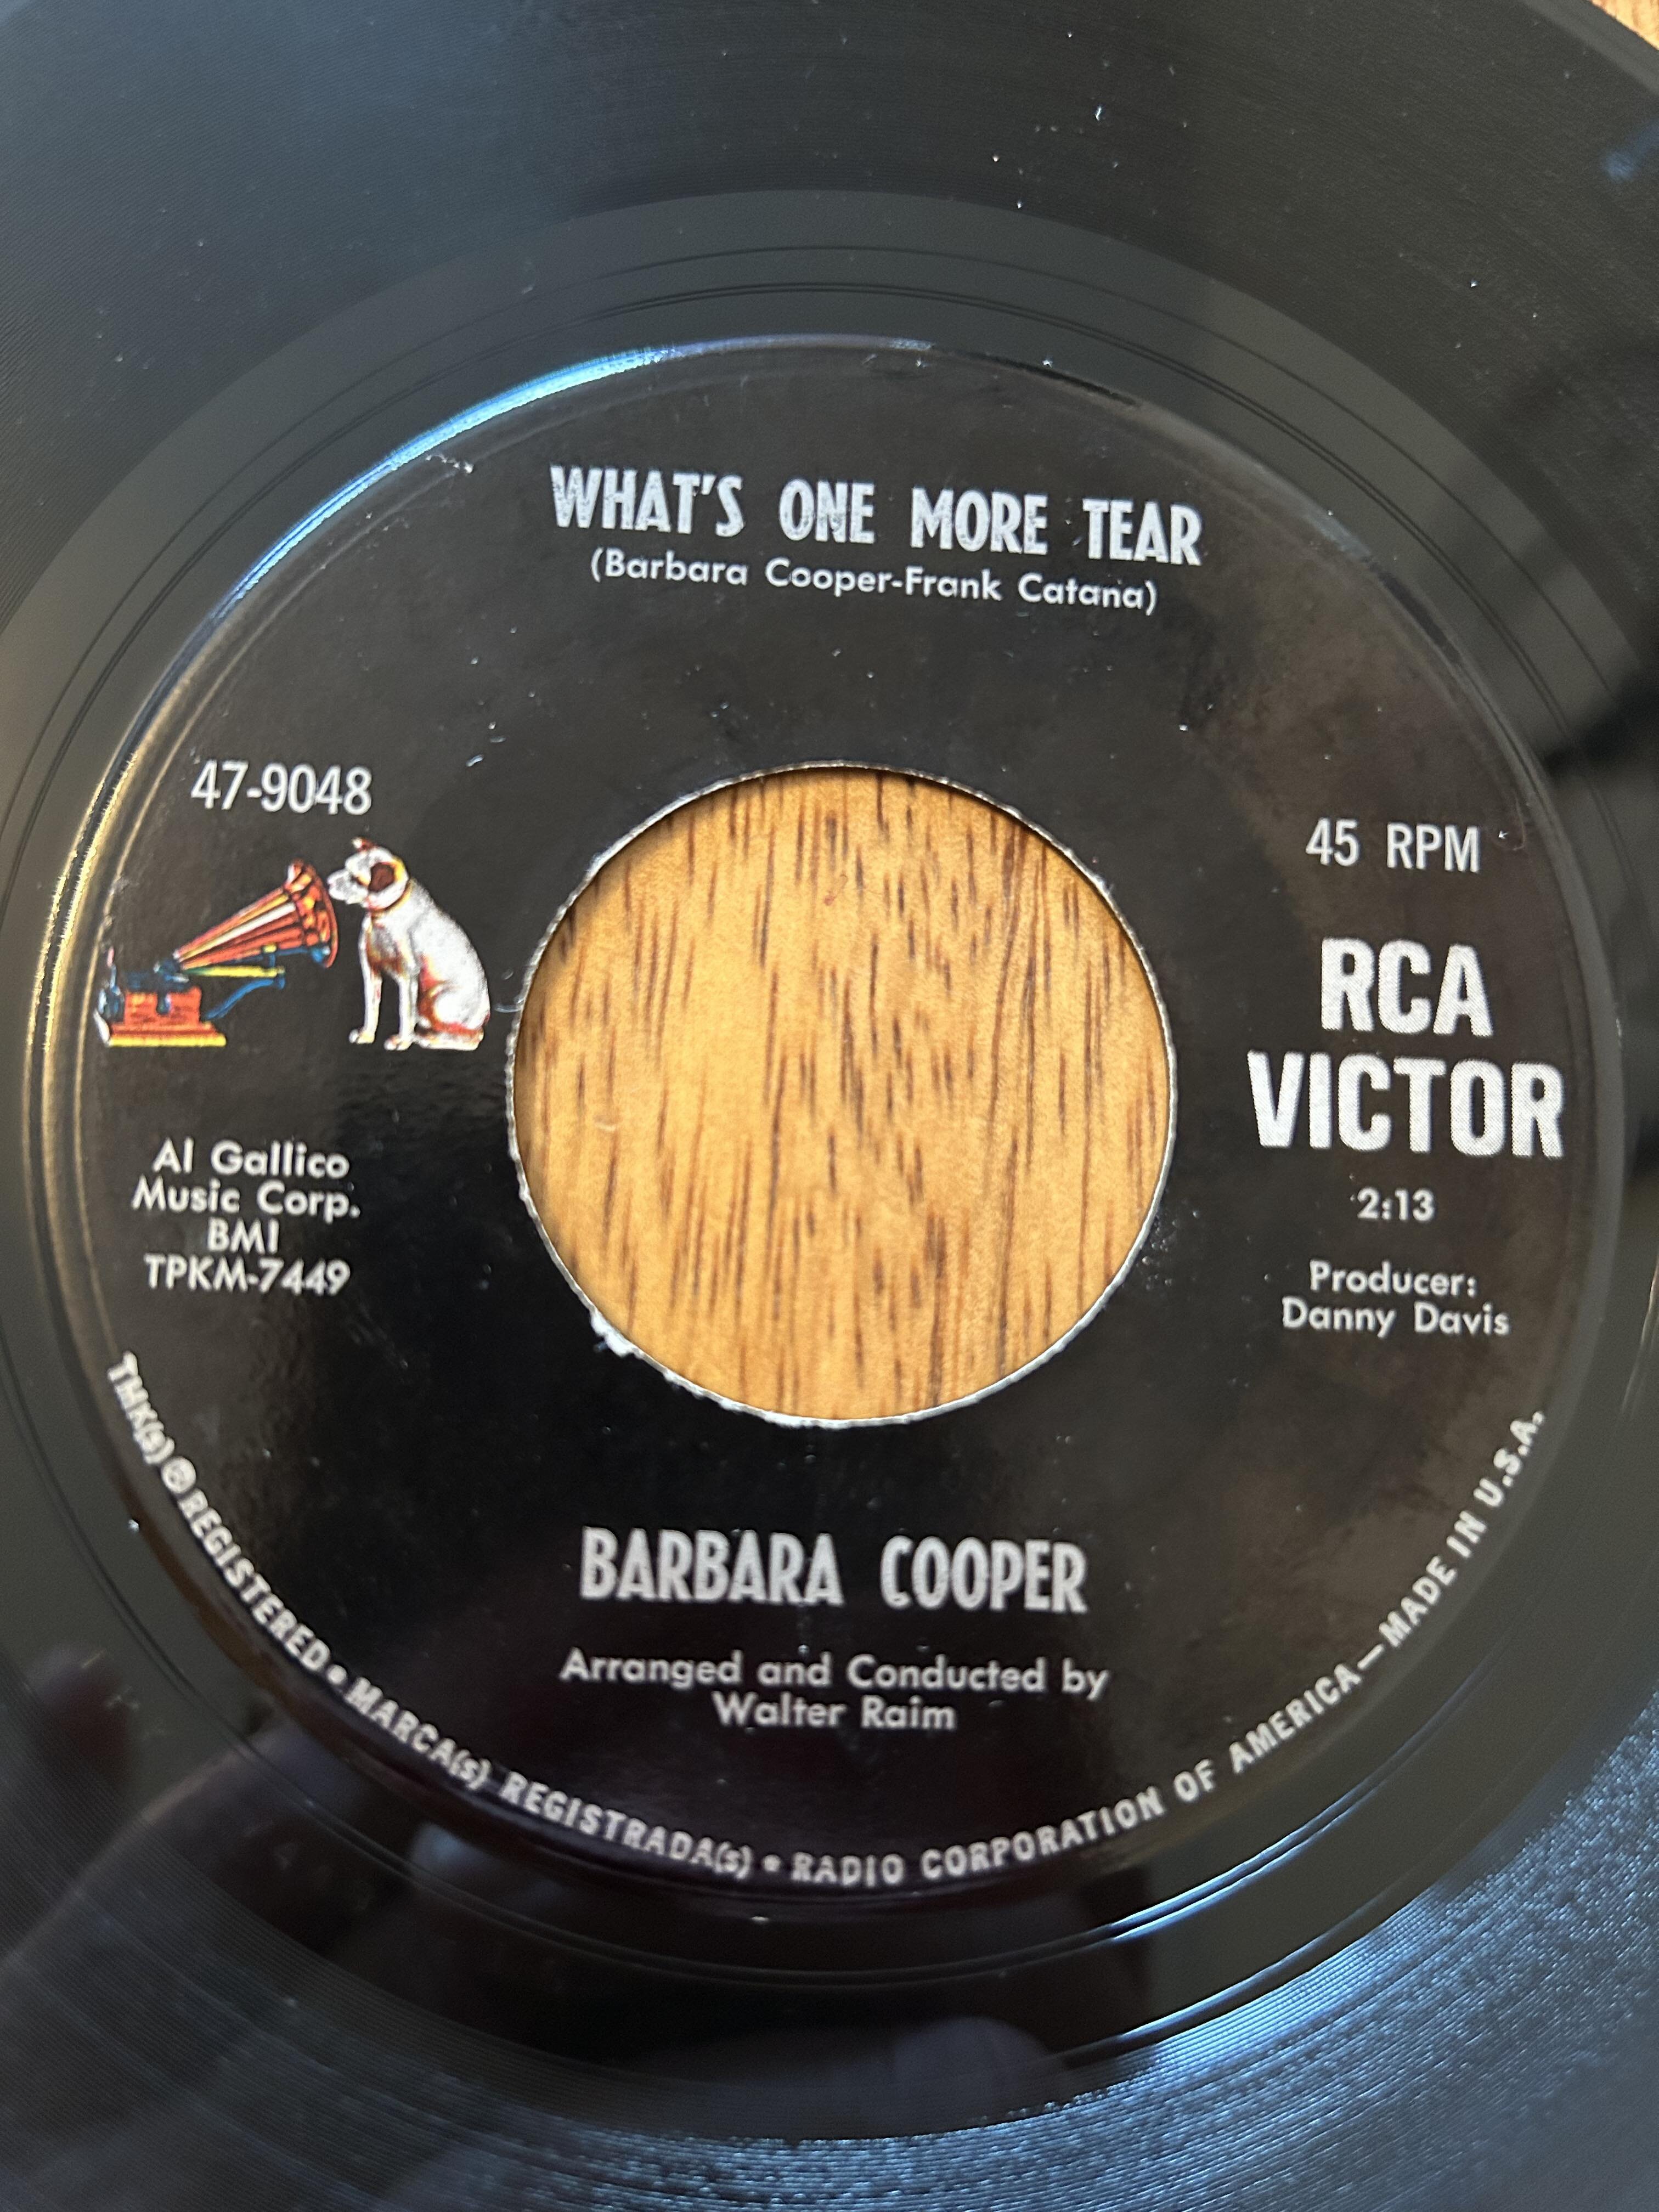 WHAT'S ONE MORE TEAR
(Barbara Cooper-Frank Catana)
47-9048
45 RPM
RCA
VICTOR
2:13
Producer:
Danny Davis
Al Gallico
Music Corp.
BMI
TPKM-7449
BARBARA COOPER
Arranged and Conducted by
Walter Raim
TMK(s) ® REGISTERED • MARCA(s) REGISTRADA(s) • RADIO CORPORATION OF AMERICA—MADE IN U.S.A.